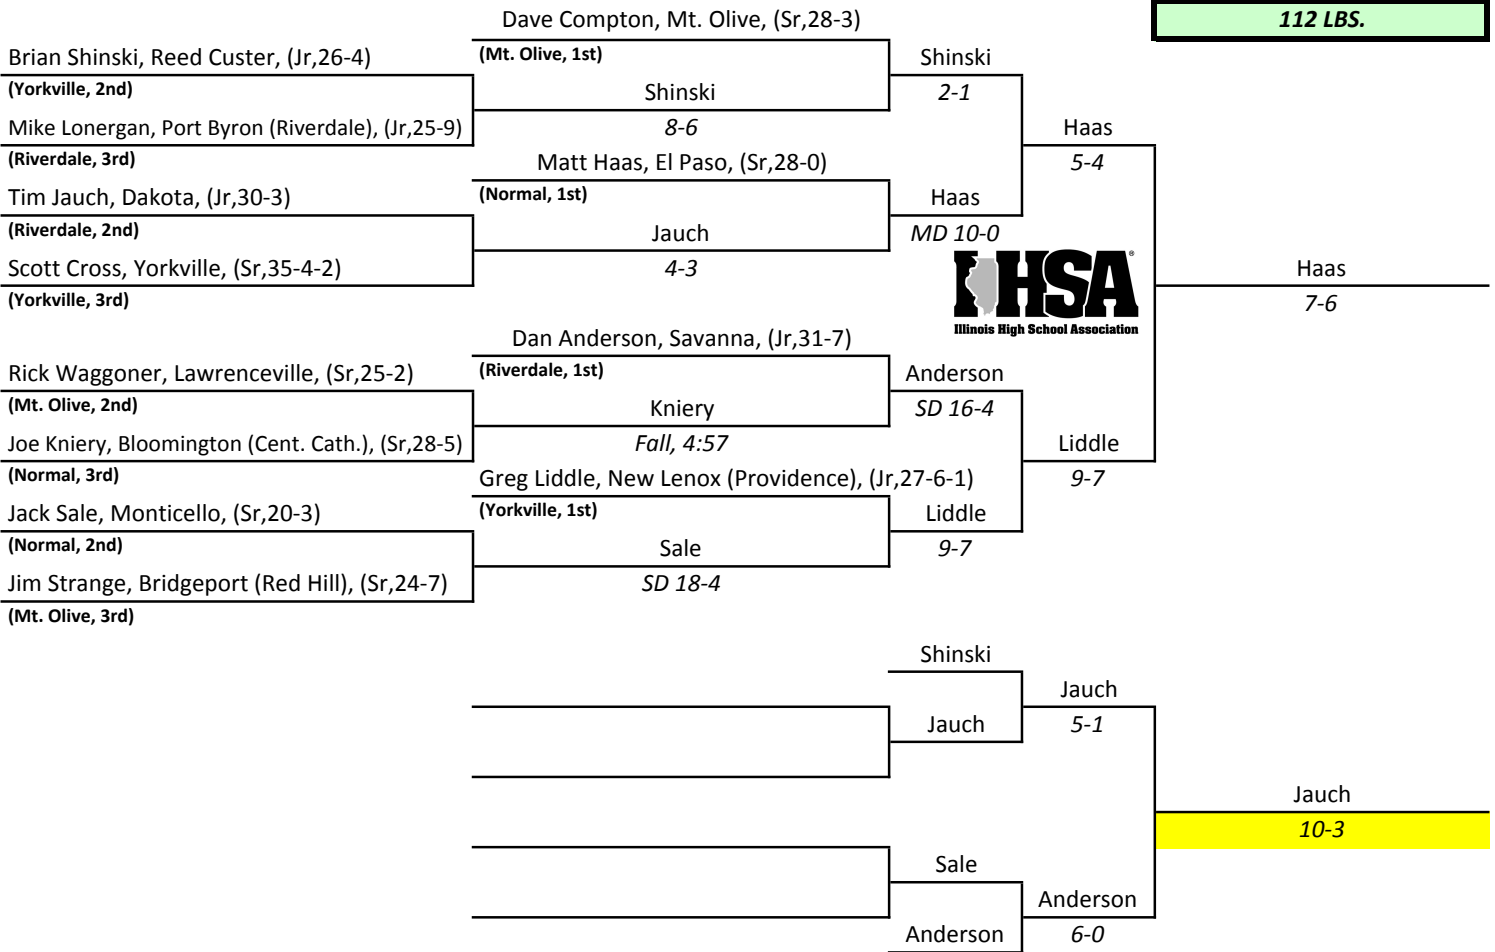 Dave Compton, Mt. Olive, (Sr,28-3)
112 LBS.
Brian Shinski, Reed Custer, (Jr,26-4)
(Mt. Olive, 1st)
Shinski
(Yorkville, 2nd)
Shinski
2-1
Mike Lonergan, Port Byron (Riverdale), (Jr,25-9)
8-6
Haas
(Riverdale, 3rd)
Matt Haas, El Paso, (Sr,28-0)
5-4
Tim Jauch, Dakota, (Jr,30-3)
(Normal, 1st)
Haas
(Riverdale, 2nd)
Jauch
MD 10-0
Scott Cross, Yorkville, (Sr,35-4-2)
4-3
IHSA®
Illinois High School Association
Haas
(Yorkville, 3rd)
7-6
Dan Anderson, Savanna, (Jr,31-7)
Rick Waggoner, Lawrenceville, (Sr,25-2)
(Riverdale, 1st)
Anderson
(Mt. Olive, 2nd)
Kniery
SD 16-4
Joe Kniery, Bloomington (Cent. Cath.), (Sr,28-5)
Fall, 4:57
Liddle
(Normal, 3rd)
Greg Liddle, New Lenox (Providence), (Jr,27-6-1)
9-7
Jack Sale, Monticello, (Sr,20-3)
(Yorkville, 1st)
Liddle
(Normal, 2nd)
Sale
9-7
Jim Strange, Bridgeport (Red Hill), (Sr,24-7)
SD 18-4
(Mt. Olive, 3rd)
Shinski
Jauch
Jauch
5-1
Jauch
10-3
Sale
Anderson
Anderson
6-0